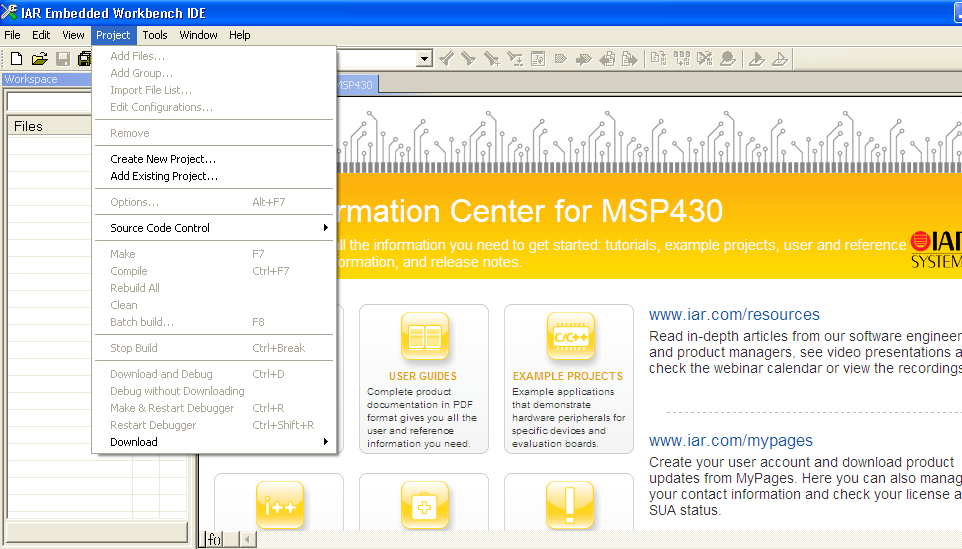 IAR Embedded Workbench IDE
File Edit View Project Tools Window Help
Workspace
MSP430
Files
Add Files...
Add Group...
Import File List...
Edit Configurations...
Remove
Create New Project...
Add Existing Project...
Options... Alt+F7
Source Code Control
Make F7
Compile Ctrl+F7
Rebuild All
Clean
Batch build... F8
Stop Build Ctrl+Break
Download and Debug Ctrl+D
Debug without Downloading
Make & Restart Debugger Ctrl+R
Restart Debugger Ctrl+Shift+R
Download
rmation Center for MSP430
ll the information you need to get started: tutorials, example projects, user and reference
formation, and release notes.
IAR
SYSTEM
USER GUIDES
Complete product
documentation in PDF
format gives you all the
user and reference
information you need.
C/C++
EXAMPLE PROJECTS
Example applications
that demonstrate
hardware peripherals for
specific devices and
evaluation boards.
www.iar.com/resources
Read in-depth articles from our software engineer
and product managers, see video presentations a
check the webinar calendar or view the recordings
www.iar.com/mypages
Create your user account and download product
updates from MyPages. Here you can also manag
your contact information and check your license a
SUA status.
i++